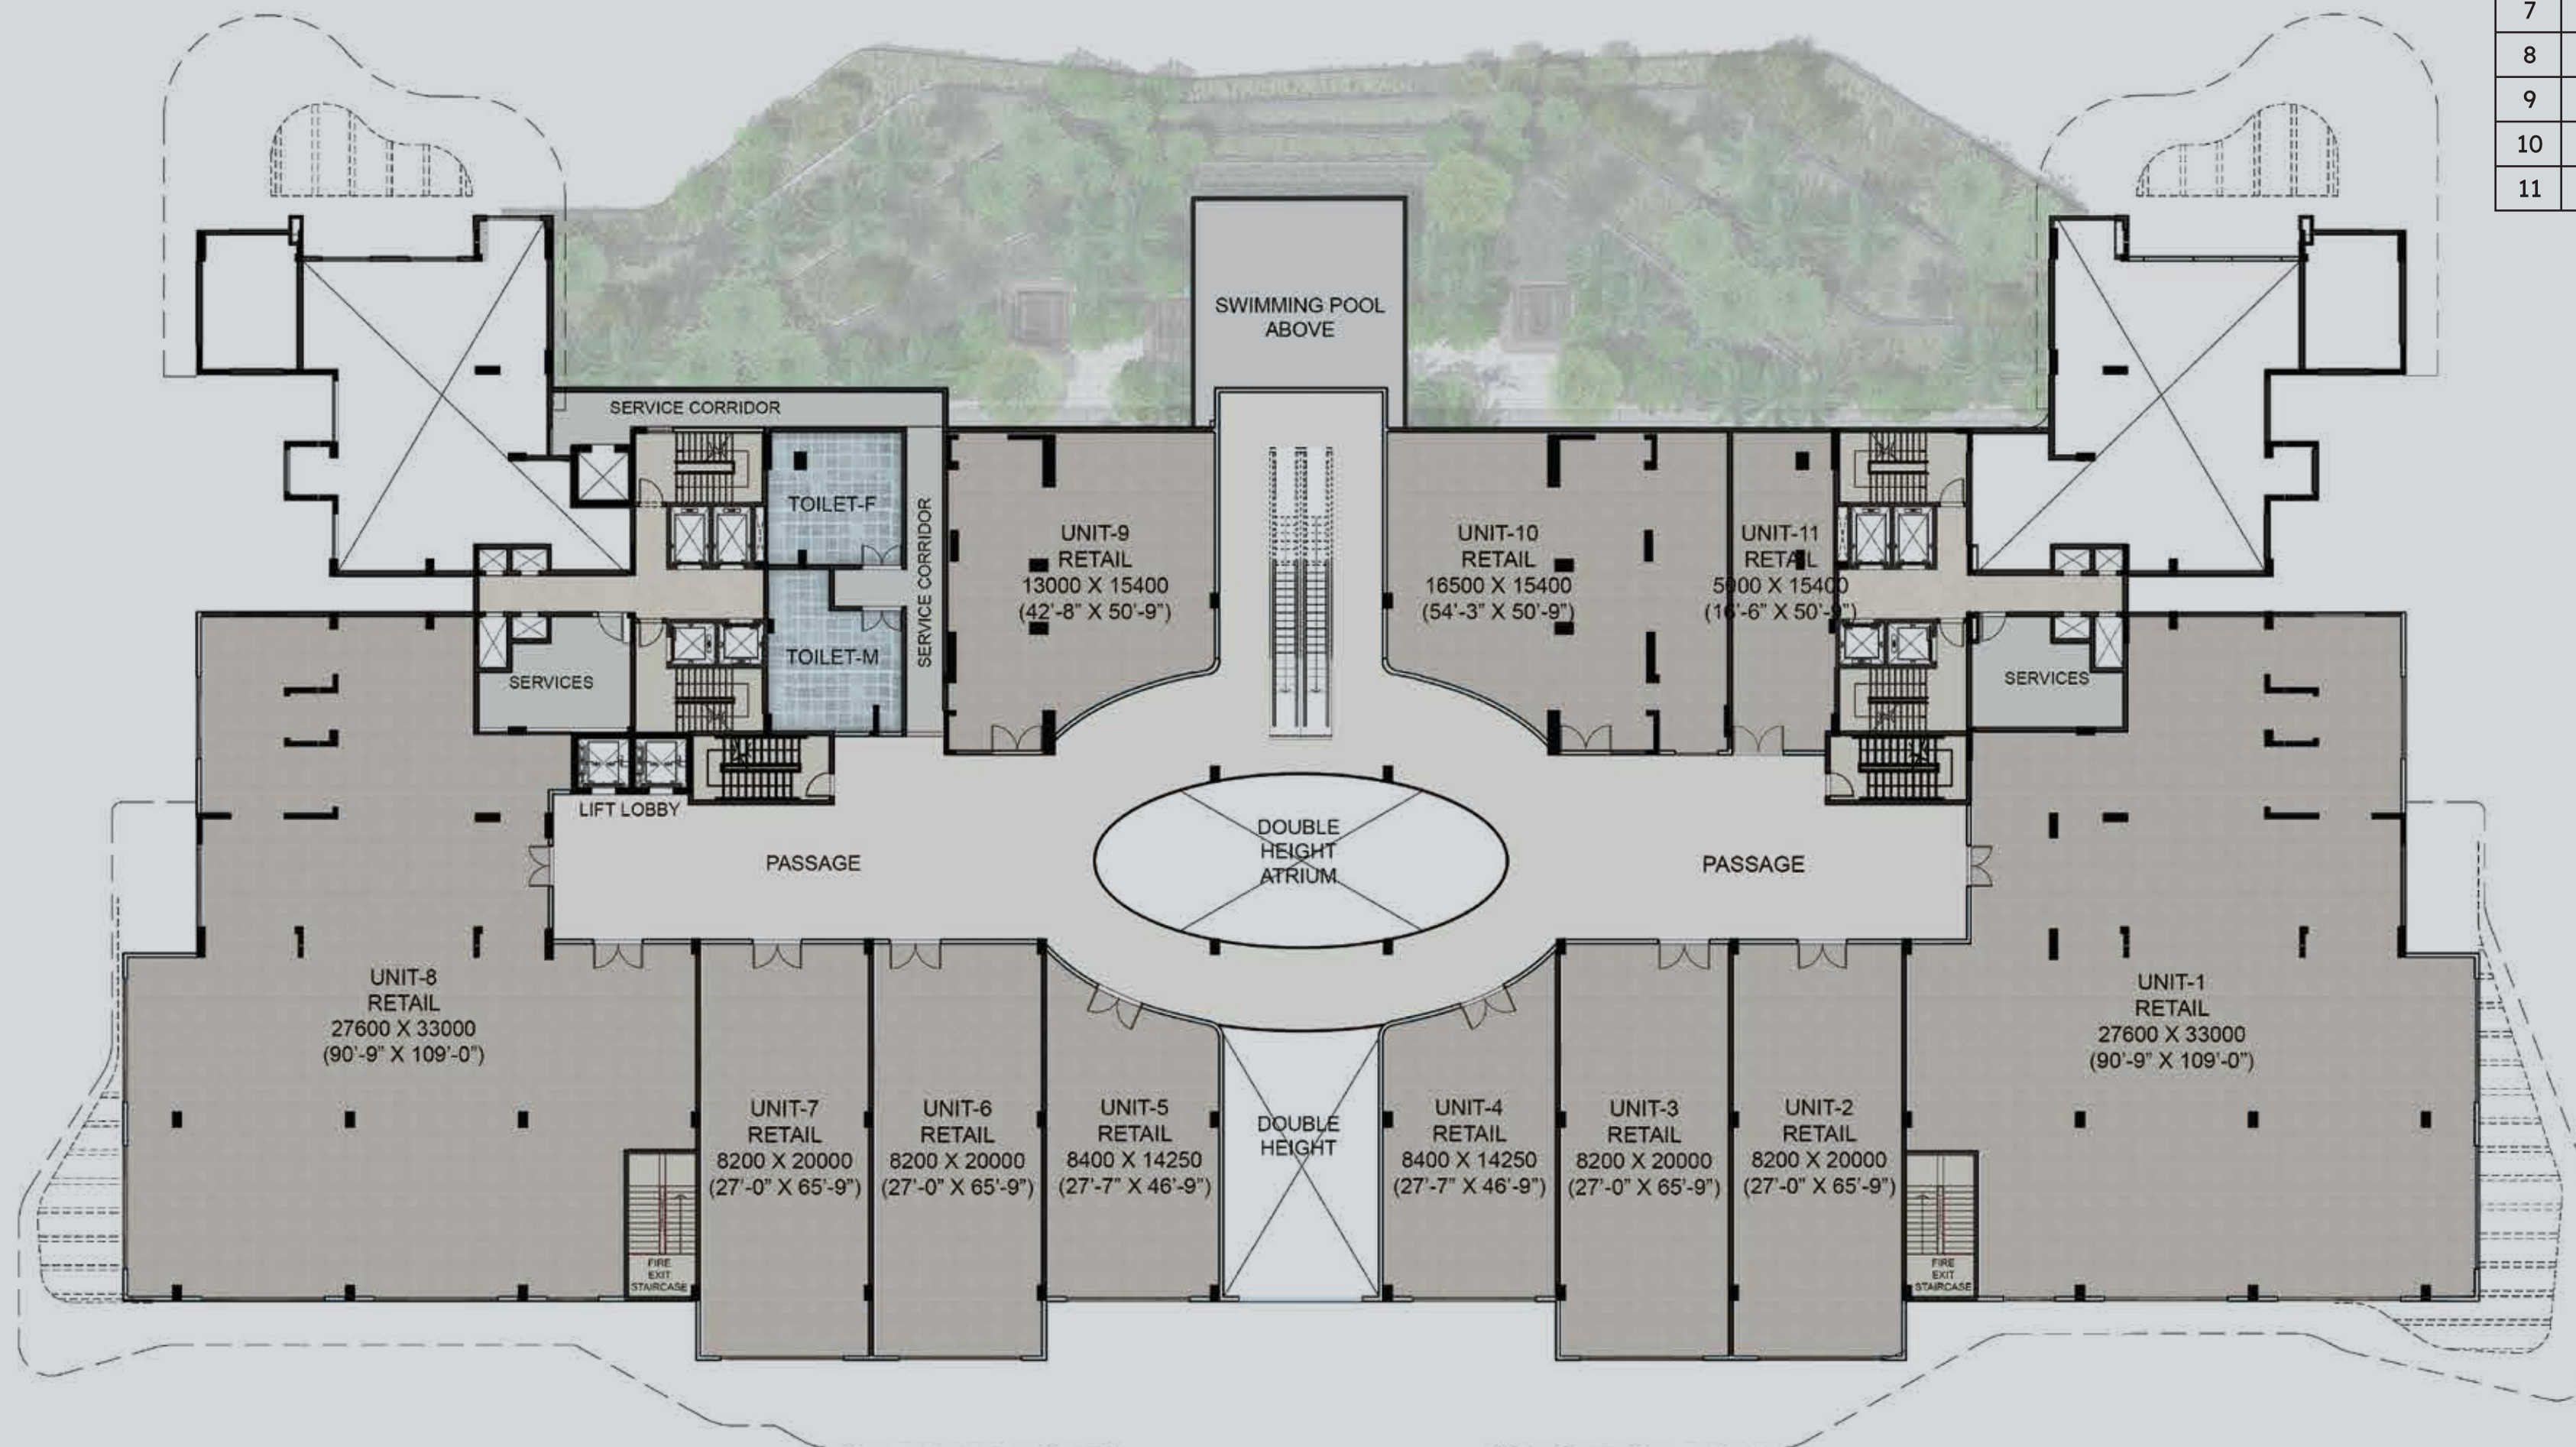 7
8
9
10
11
SWIMMING POOL
ABOVE
SERVICE CORRIDOR
TOILET-F
SERVICE CORRIDOR
TOILET-M
SERVICES
UNIT-9
RETAIL
13000 X 15400
(42'-8" X 50'-9")
UNIT-10
RETAIL
16500 X 15400
(54'-3" X 50'-9")
UNIT-11
RETAIL
5000 X 15400
(16'-6" X 50'-9")
SERVICES
LIFT LOBBY
PASSAGE
DOUBLE
HEIGHT
ATRIUM
PASSAGE
UNIT-8
RETAIL
27600 X 33000
(90'-9" X 109'-0")
UNIT-1
RETAIL
27600 X 33000
(90'-9" X 109'-0")
UNIT-7
RETAIL
8200 X 20000
(27'-0" X 65'-9")
UNIT-6
RETAIL
8200 X 20000
(27'-0" X 65'-9")
UNIT-5
RETAIL
8400 X 14250
(27'-7" X 46'-9")
DOUBLE
HEIGHT
UNIT-4
RETAIL
8400 X 14250
(27'-7" X 46'-9")
UNIT-3
RETAIL
8200 X 20000
(27'-0" X 65'-9")
UNIT-2
RETAIL
8200 X 20000
(27'-0" X 65'-9")
FIRE
EXIT
STAIRCASE
FIRE
EXIT
STAIRCASE